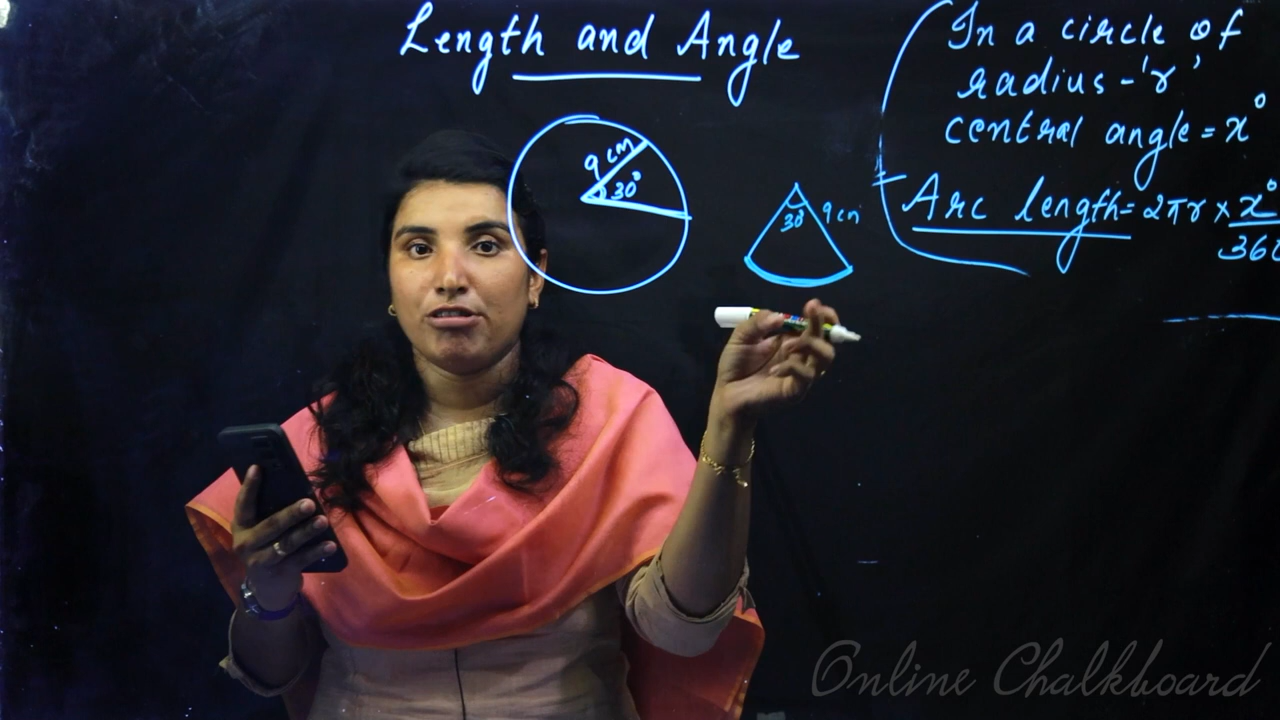 Length and Angle
9 cm
30°
30° 9 cm
In a circle of
radius - 'r'
central angle = x°
Arc length = 2πr × x°
360
Online Chalkboard